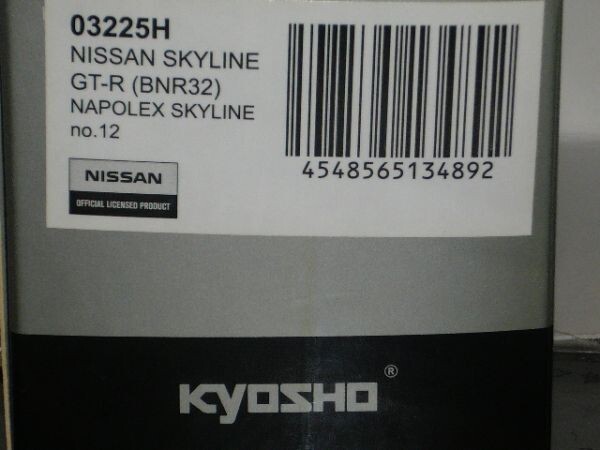 03225H
NISSAN SKYLINE
GT-R (BNR32)
NAPOLEX SKYLINE
no.12
4548565134892
NISSAN
OFFICIAL LICENSED PRODUCT
KYOSHO®